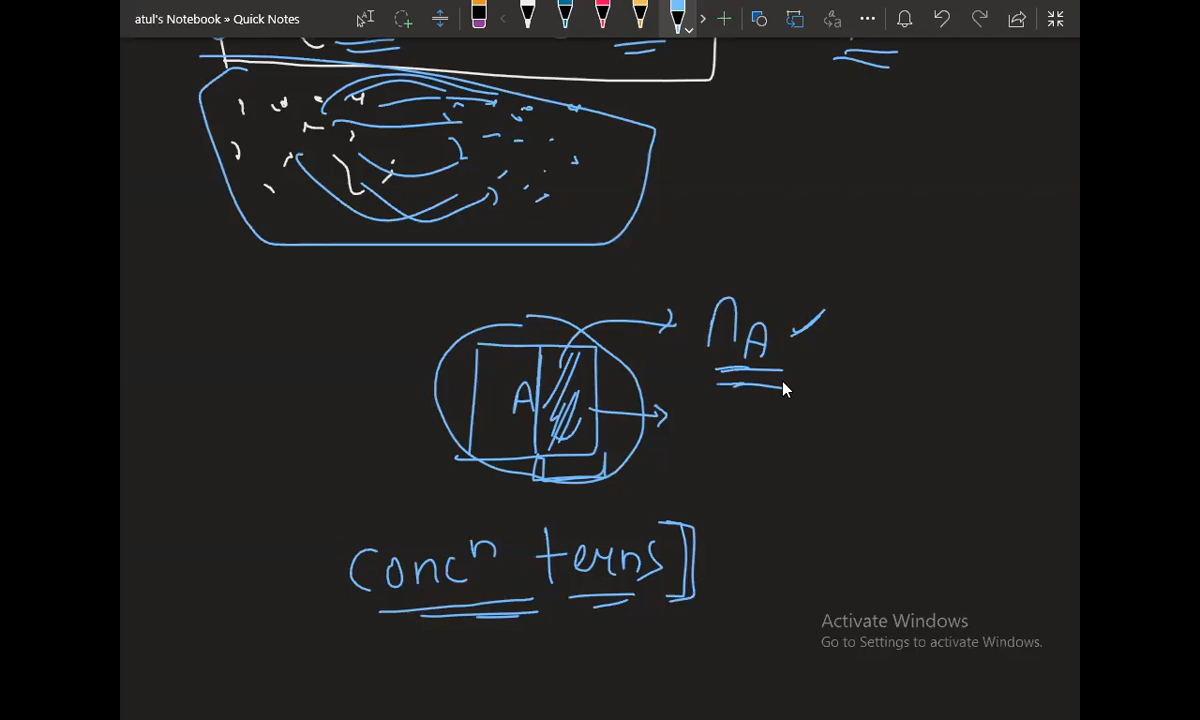 atul's Notebook » Quick Notes
n_A
A
Concⁿ terms
Activate Windows
Go to Settings to activate Windows.